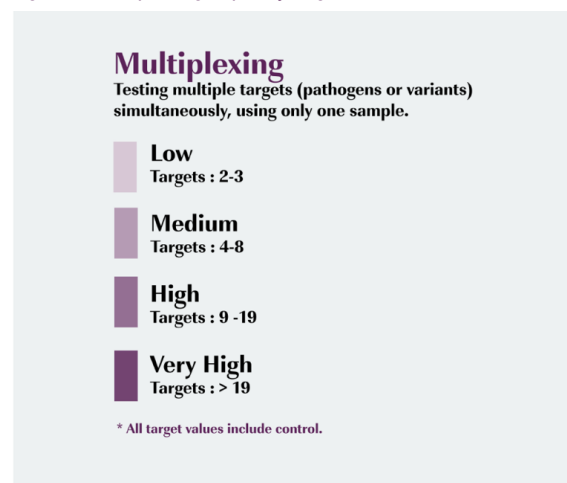 Multiplexing
Testing multiple targets (pathogens or variants)
simultaneously, using only one sample.
Low
Targets : 2-3
Medium
Targets : 4-8
High
Targets : 9 -19
Very High
Targets : > 19
* All target values include control.